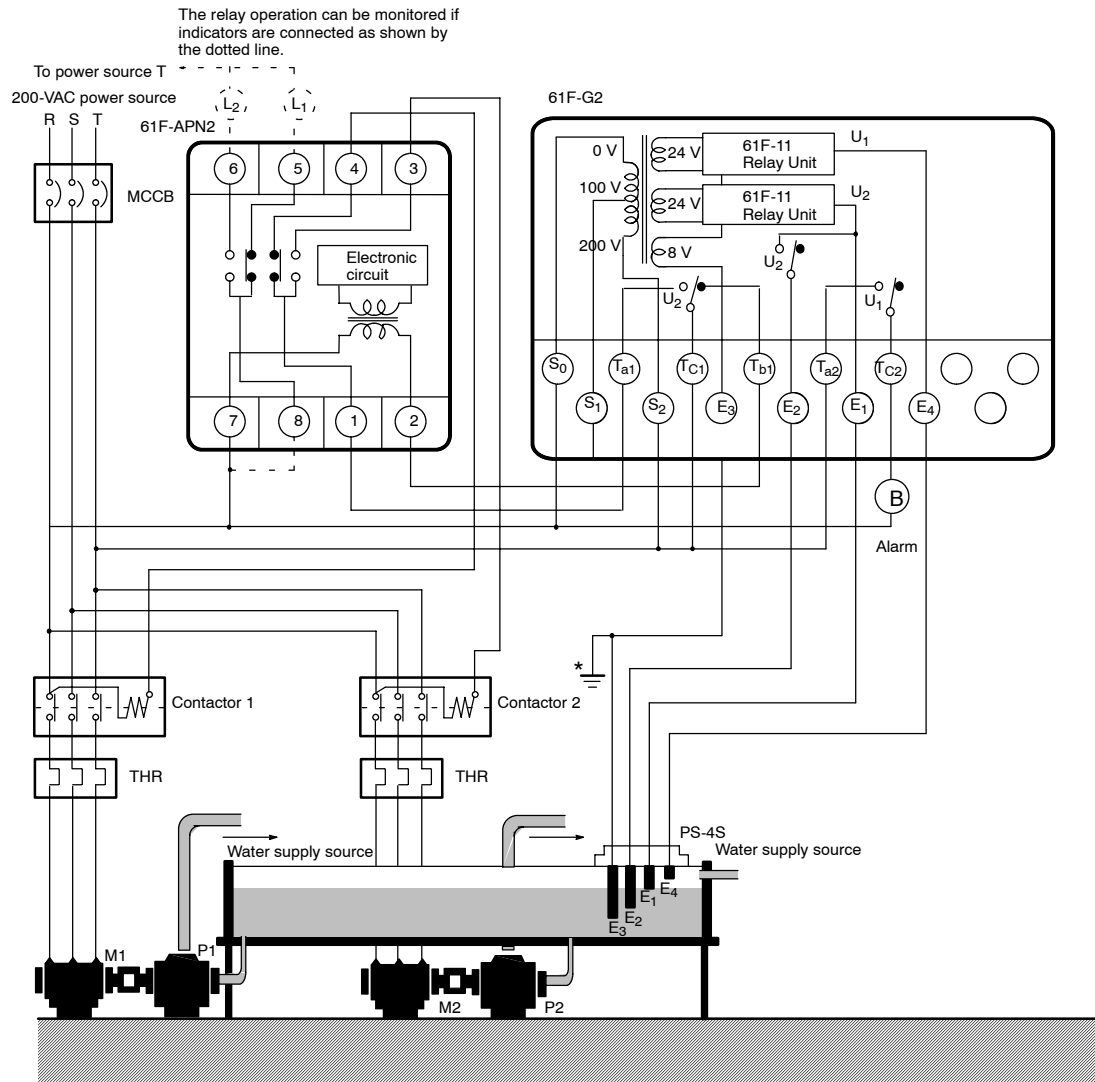 The relay operation can be monitored if
indicators are connected as shown by
the dotted line.
To power source T
200-VAC power source
R S T
L2 L1
61F-APN2
61F-G2
MCCB
6 5 4 3
Electronic
circuit
7 8 1 2
0 V
100 V
200 V
24 V
24 V
8 V
61F-11
Relay Unit
61F-11
Relay Unit
U1
U2
U2
U2
U1
S0 Ta1 TC1 Tb1 Ta2 TC2
S1 S2 E3 E2 E1 E4
B
Alarm
*
Contactor 1
Contactor 2
THR
THR
PS-4S
Water supply source
Water supply source
E4
E1
E2
E3
M1
P1
M2
P2